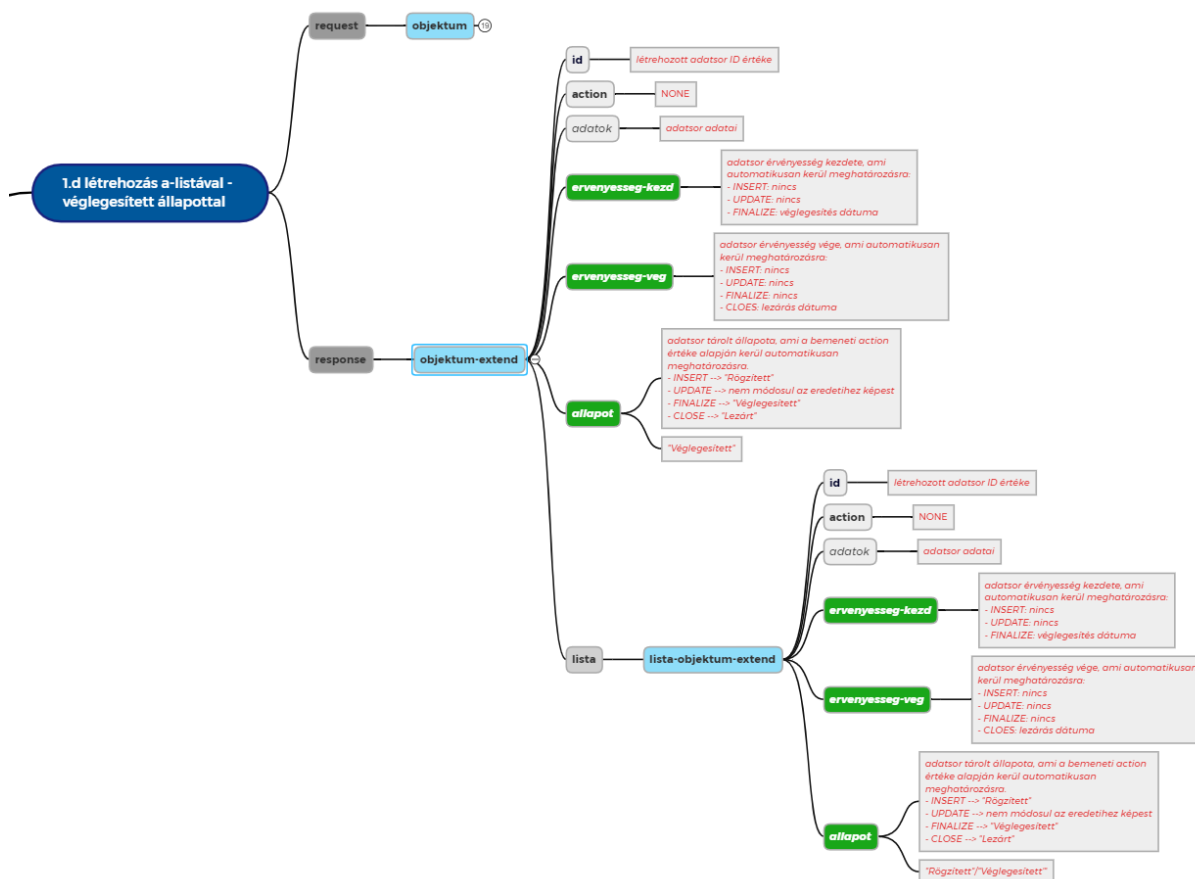 request
objektum
19
id
létrehozott adatsor ID értéke
action
NONE
adatok
adatsor adatai
1.d létrehozás a-listával -
véglegesített állapottal
ervenyesseg-kezd
adatsor érvényesség kezdete, ami
automatikusan kerül meghatározásra:
- INSERT: nincs
- UPDATE: nincs
- FINALIZE: véglegesítés dátuma
ervenyesseg-veg
adatsor érvényesség vége, ami automatikusan
kerül meghatározásra:
- INSERT: nincs
- UPDATE: nincs
- FINALIZE: nincs
- CLOES: lezárás dátuma
response
objektum-extend
allapot
adatsor tárolt állapota, ami a bemeneti action
értéke alapján kerül automatikusan
meghatározásra.
- INSERT --> "Rögzített"
- UPDATE --> nem módosul az eredetihez képest
- FINALIZE --> "Véglegesített"
- CLOSE --> "Lezárt"
"Véglegesített"
lista
lista-objektum-extend
id
létrehozott adatsor ID értéke
action
NONE
adatok
adatsor adatai
ervenyesseg-kezd
adatsor érvényesség kezdete, ami
automatikusan kerül meghatározásra:
- INSERT: nincs
- UPDATE: nincs
- FINALIZE: véglegesítés dátuma
ervenyesseg-veg
adatsor érvényesség vége, ami automatikusan
kerül meghatározásra:
- INSERT: nincs
- UPDATE: nincs
- FINALIZE: nincs
- CLOES: lezárás dátuma
allapot
adatsor tárolt állapota, ami a bemeneti action
értéke alapján kerül automatikusan
meghatározásra.
- INSERT --> "Rögzített"
- UPDATE --> nem módosul az eredetihez képest
- FINALIZE --> "Véglegesített"
- CLOSE --> "Lezárt"
"Rögzített"/"Véglegesített"